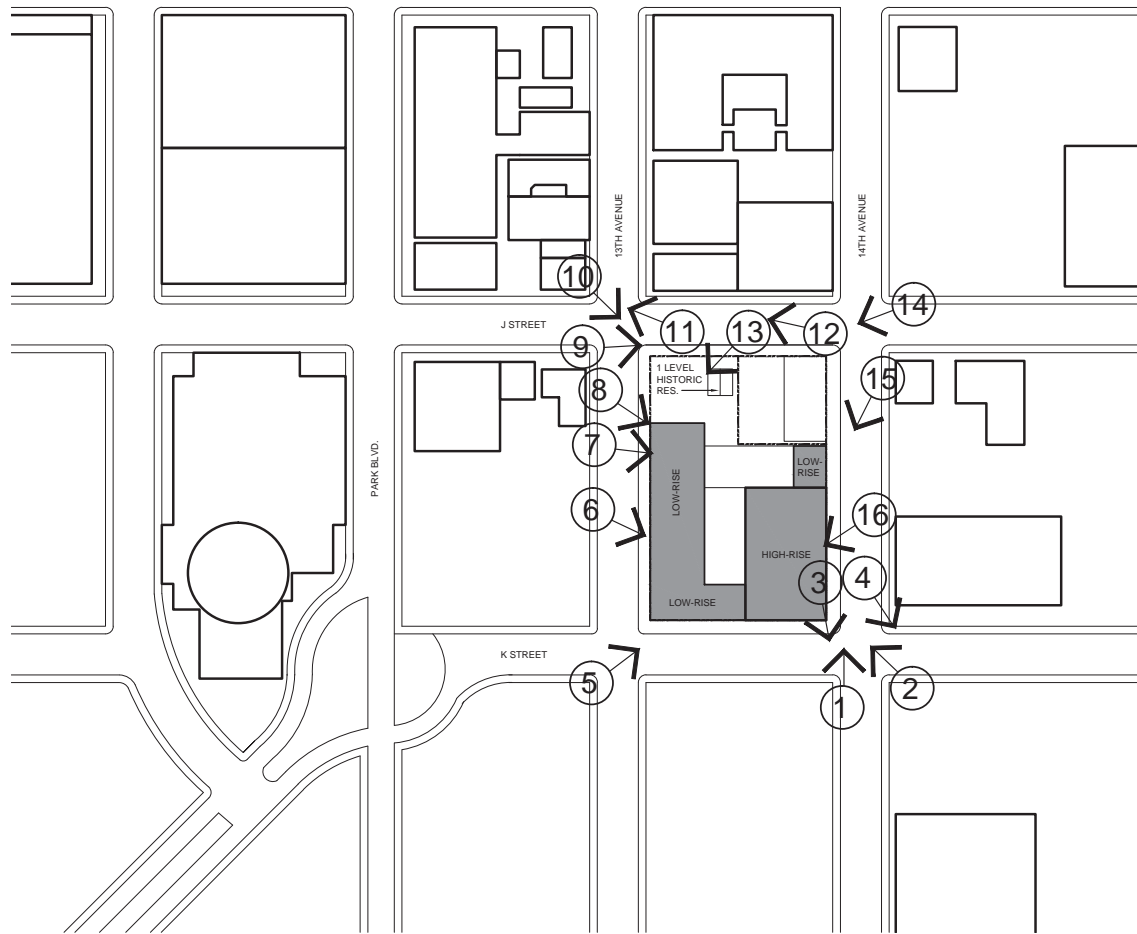 13TH AVENUE
14TH AVENUE
10
14
J STREET
11
13
12
9
1 LEVEL
HISTORIC
RES.
8
15
7
PARK BLVD.
LOW-RISE
LOW-
RISE
6
16
HIGH-RISE
3
4
LOW-RISE
K STREET
5
1
2